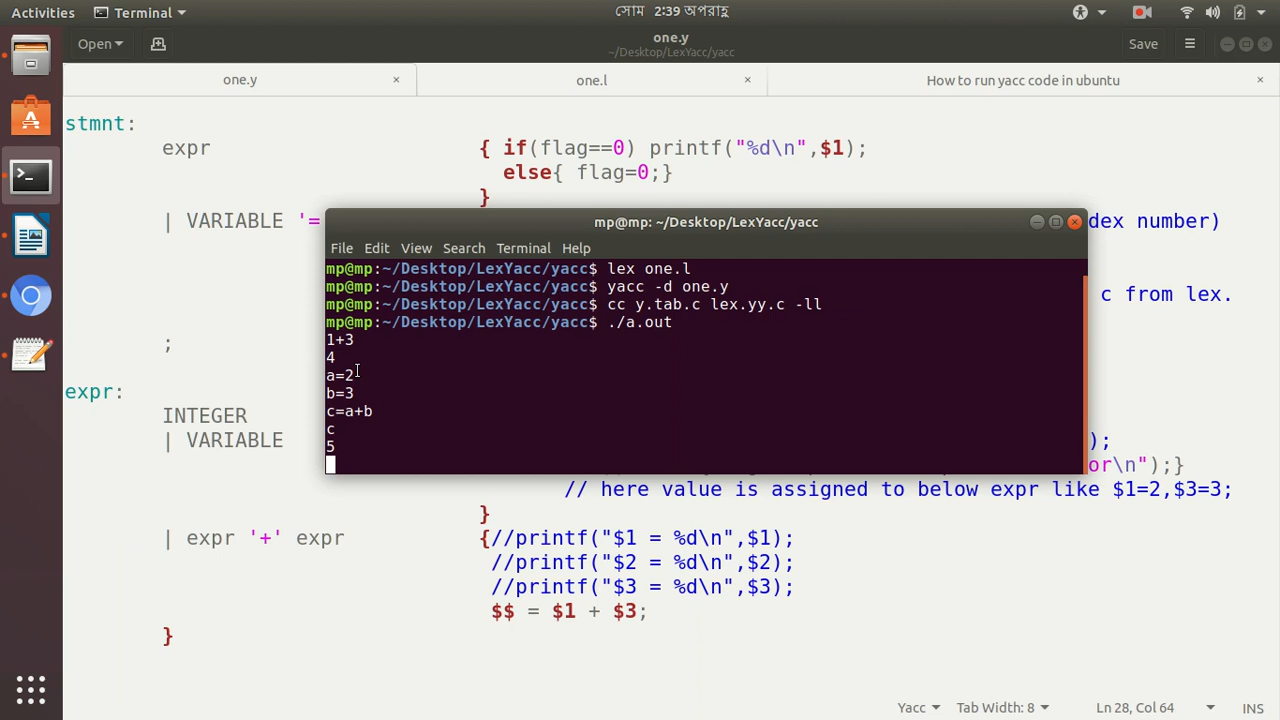 Activities
Terminal
সোম 2:39 অপরাহ্ণ
Open
one.y
~/Desktop/LexYacc/yacc
Save
one.y ×
one.l ×
How to run yacc code in ubuntu ×
stmnt:
expr { if(flag==0) printf("%d\n",$1);
else{ flag=0;}
}
| VARIABLE '=
dex number)
c from lex.
;
mp@mp: ~/Desktop/LexYacc/yacc
File Edit View Search Terminal Help
mp@mp:~/Desktop/LexYacc/yacc$ lex one.l
mp@mp:~/Desktop/LexYacc/yacc$ yacc -d one.y
mp@mp:~/Desktop/LexYacc/yacc$ cc y.tab.c lex.yy.c -ll
mp@mp:~/Desktop/LexYacc/yacc$ ./a.out
1+3
4
a=2
b=3
c=a+b
c
5
expr:
INTEGER
| VARIABLE
);
or\n");}
// here value is assigned to below expr like $1=2,$3=3;
}
| expr '+' expr {//printf("$1 = %d\n",$1);
//printf("$2 = %d\n",$2);
//printf("$3 = %d\n",$3);
$$ = $1 + $3;
}
Yacc Tab Width: 8 Ln 28, Col 64 INS